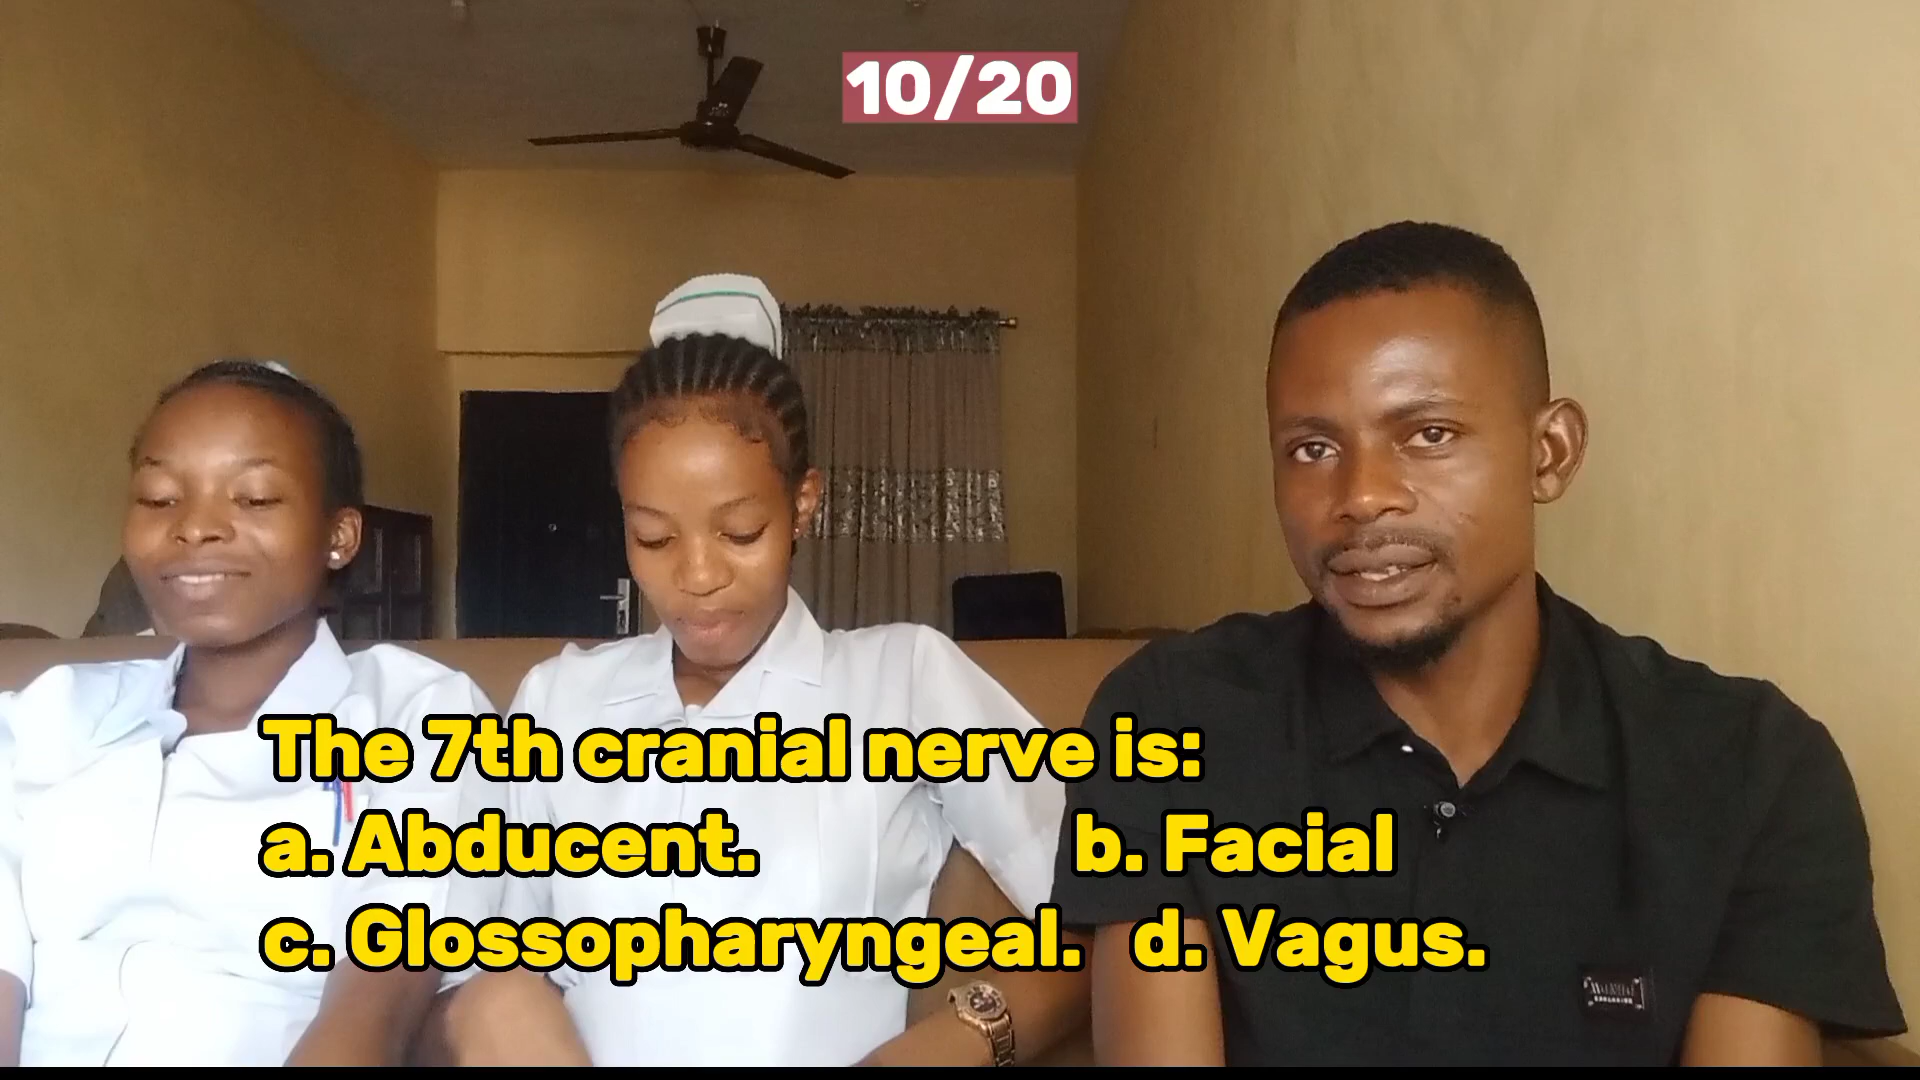 10/20
The 7th cranial nerve is:
a. Abducent. b. Facial
c. Glossopharyngeal. d. Vagus.